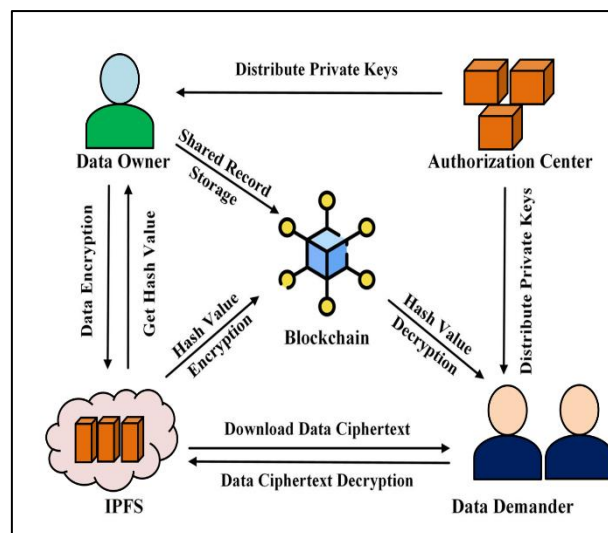 Distribute Private Keys
Data Owner
Authorization Center
Shared Record
Storage
Data Encryption
Get Hash Value
Distribute Private Keys
Blockchain
Hash Value
Encryption
Hash Value
Decryption
Download Data Ciphertext
Data Ciphertext Decryption
IPFS
Data Demander